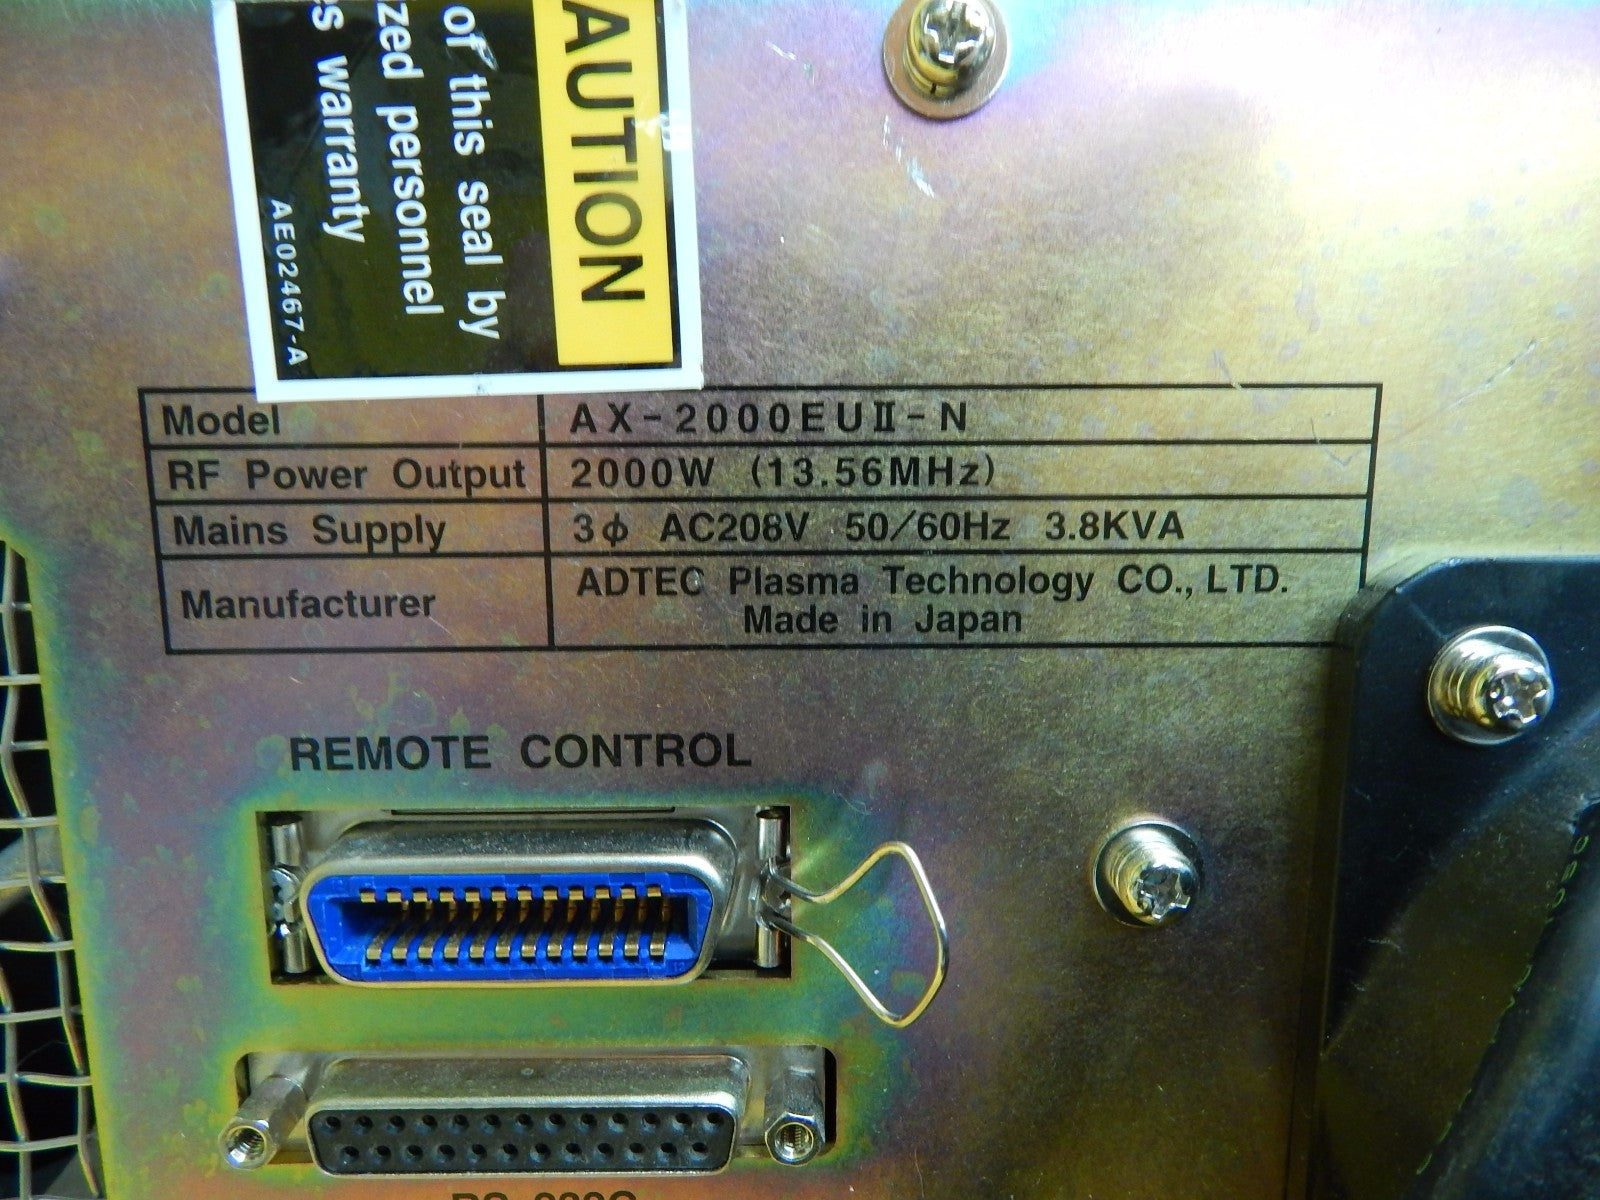 AUTION
of this seal by
zed personnel
es warranty
AE02467-A
Model AX-2000EUⅡ-N
RF Power Output 2000W (13.56MHz)
Mains Supply 3φ AC208V 50/60Hz 3.8KVA
Manufacturer ADTEC Plasma Technology CO., LTD.
Made in Japan
REMOTE CONTROL